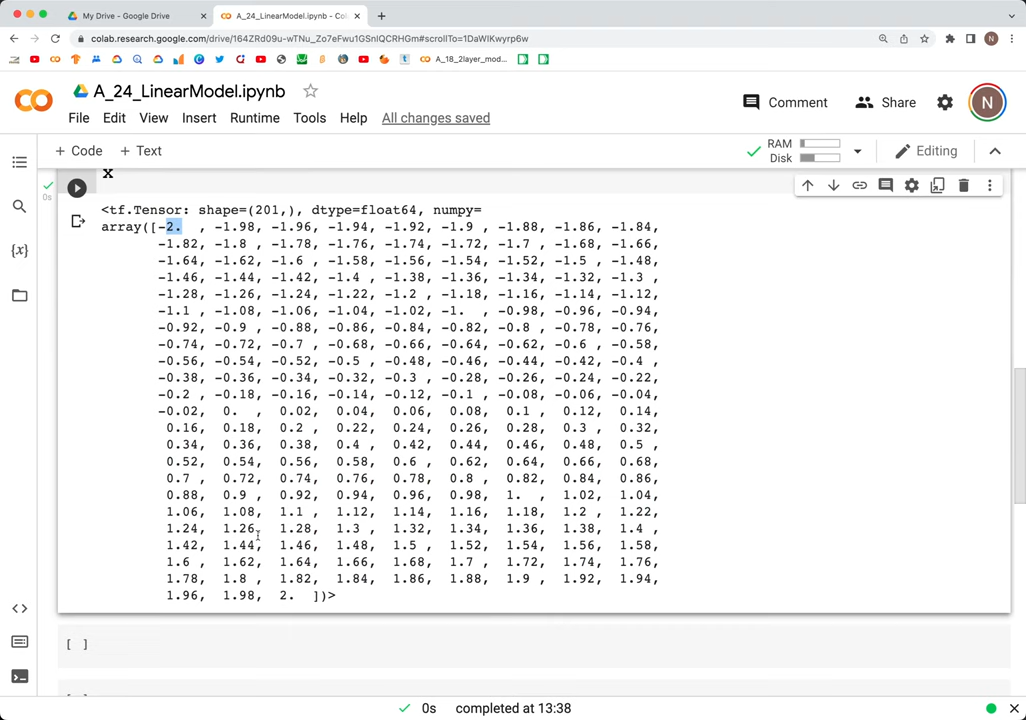 My Drive - Google Drive
A_24_LinearModel.ipynb - Col
colab.research.google.com/drive/164ZRd09u-wTNu_Zo7eFwu1GSnlQCRHGm#scrollTo=1DaWIKwyrp6w
N
A_18_2layer_mod...
A_24_LinearModel.ipynb
Comment
Share
N
File Edit View Insert Runtime Tools Help All changes saved
+ Code + Text
RAM
Disk
Editing
x
0s
<tf.Tensor: shape=(201,), dtype=float64, numpy=
array([-2.  , -1.98, -1.96, -1.94, -1.92, -1.9 , -1.88, -1.86, -1.84,
-1.82, -1.8 , -1.78, -1.76, -1.74, -1.72, -1.7 , -1.68, -1.66,
-1.64, -1.62, -1.6 , -1.58, -1.56, -1.54, -1.52, -1.5 , -1.48,
-1.46, -1.44, -1.42, -1.4 , -1.38, -1.36, -1.34, -1.32, -1.3 ,
-1.28, -1.26, -1.24, -1.22, -1.2 , -1.18, -1.16, -1.14, -1.12,
-1.1 , -1.08, -1.06, -1.04, -1.02, -1.  , -0.98, -0.96, -0.94,
-0.92, -0.9 , -0.88, -0.86, -0.84, -0.82, -0.8 , -0.78, -0.76,
-0.74, -0.72, -0.7 , -0.68, -0.66, -0.64, -0.62, -0.6 , -0.58,
-0.56, -0.54, -0.52, -0.5 , -0.48, -0.46, -0.44, -0.42, -0.4 ,
-0.38, -0.36, -0.34, -0.32, -0.3 , -0.28, -0.26, -0.24, -0.22,
-0.2 , -0.18, -0.16, -0.14, -0.12, -0.1 , -0.08, -0.06, -0.04,
-0.02, 0.  , 0.02, 0.04, 0.06, 0.08, 0.1 , 0.12, 0.14,
0.16, 0.18, 0.2 , 0.22, 0.24, 0.26, 0.28, 0.3 , 0.32,
0.34, 0.36, 0.38, 0.4 , 0.42, 0.44, 0.46, 0.48, 0.5 ,
0.52, 0.54, 0.56, 0.58, 0.6 , 0.62, 0.64, 0.66, 0.68,
0.7 , 0.72, 0.74, 0.76, 0.78, 0.8 , 0.82, 0.84, 0.86,
0.88, 0.9 , 0.92, 0.94, 0.96, 0.98, 1.  , 1.02, 1.04,
1.06, 1.08, 1.1 , 1.12, 1.14, 1.16, 1.18, 1.2 , 1.22,
1.24, 1.26, 1.28, 1.3 , 1.32, 1.34, 1.36, 1.38, 1.4 ,
1.42, 1.44, 1.46, 1.48, 1.5 , 1.52, 1.54, 1.56, 1.58,
1.6 , 1.62, 1.64, 1.66, 1.68, 1.7 , 1.72, 1.74, 1.76,
1.78, 1.8 , 1.82, 1.84, 1.86, 1.88, 1.9 , 1.92, 1.94,
1.96, 1.98, 2.  ])>
[ ]
0s completed at 13:38